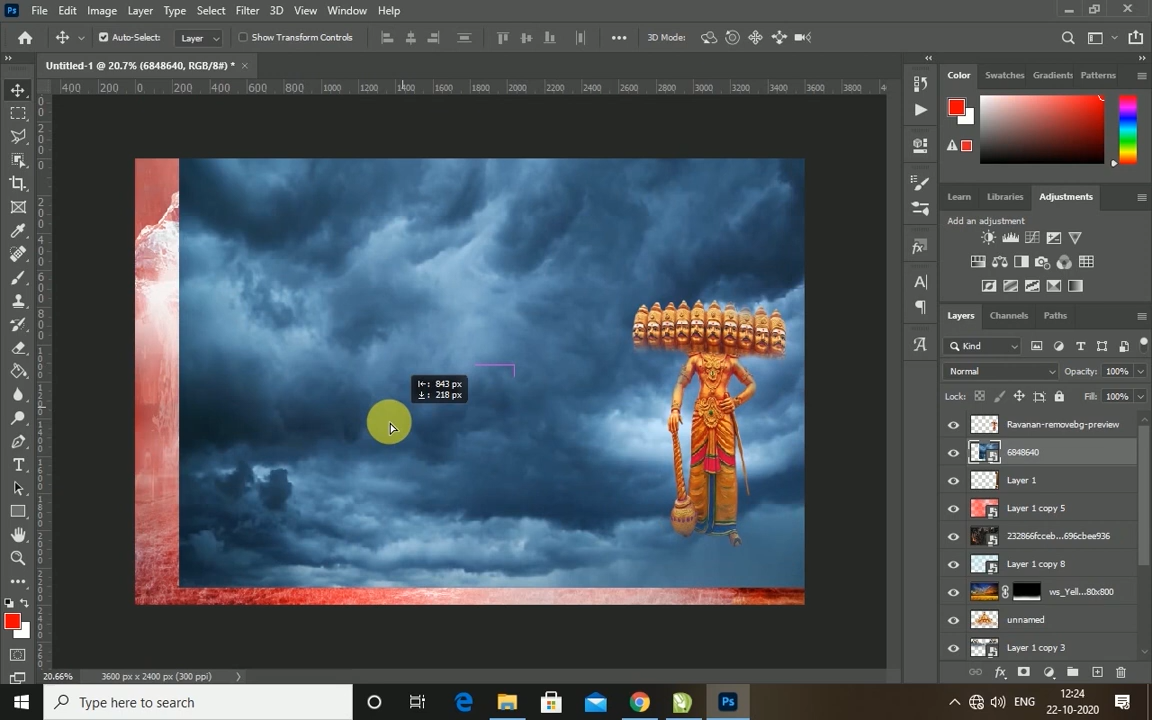 Ps File Edit Image Layer Type Select Filter 3D View Window Help
Auto-Select: Layer Show Transform Controls 3D Mode:
Untitled-1 @ 20.7% (6848640, RGB/8#) *
400 200 0 200 400 600 800 1000 1200 1400 1600 1800 2000 2200 2400 2600 2800 3000 3200 3400 3600 3800
843 px
218 px
Color Swatches Gradients Patterns
Learn Libraries Adjustments
Add an adjustment
Layers Channels Paths
Kind
Normal Opacity: 100%
Lock: Fill: 100%
Ravanan-removebg-preview
6848640
Layer 1
Layer 1 copy 5
232866fcceb...696cbee936
Layer 1 copy 8
ws_Yell...80x800
unnamed
Layer 1 copy 3
20.66% 3600 px x 2400 px (300 ppi)
Type here to search
Ps
ENG
12:24
22-10-2020